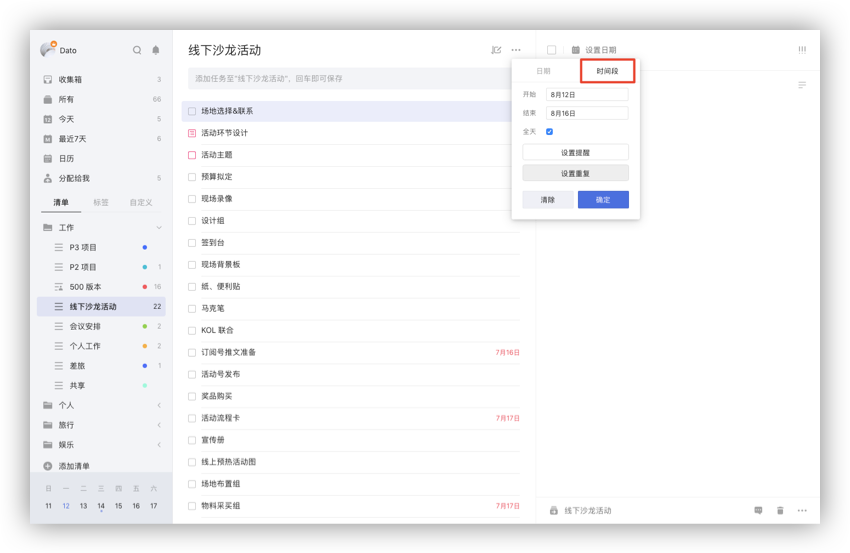 Dato
收集箱 3
所有 66
今天 5
最近7天 6
日历
分配给我 5
清单 标签 自定义
工作
P3 项目
P2 项目 1
500 版本 16
线下沙龙活动 22
会议安排 2
个人工作 2
差旅 1
共享
个人
旅行
娱乐
添加清单
日 一 二 三 四 五 六
11 12 13 14 15 16 17
线下沙龙活动
添加任务至"线下沙龙活动"，回车即可保存
场地选择&联系
活动环节设计
活动主题
预算拟定
现场录像
设计组
签到台
现场背景板
纸、便利贴
马克笔
KOL 联合
订阅号推文准备 7月16日
活动号发布
奖品购买
活动流程卡 7月17日
宣传册
线上预热活动图
场地布置组
物料采买组 7月17日
设置日期
日期 时间段
开始 8月12日
结束 8月16日
全天
设置提醒
设置重复
清除 确定
线下沙龙活动